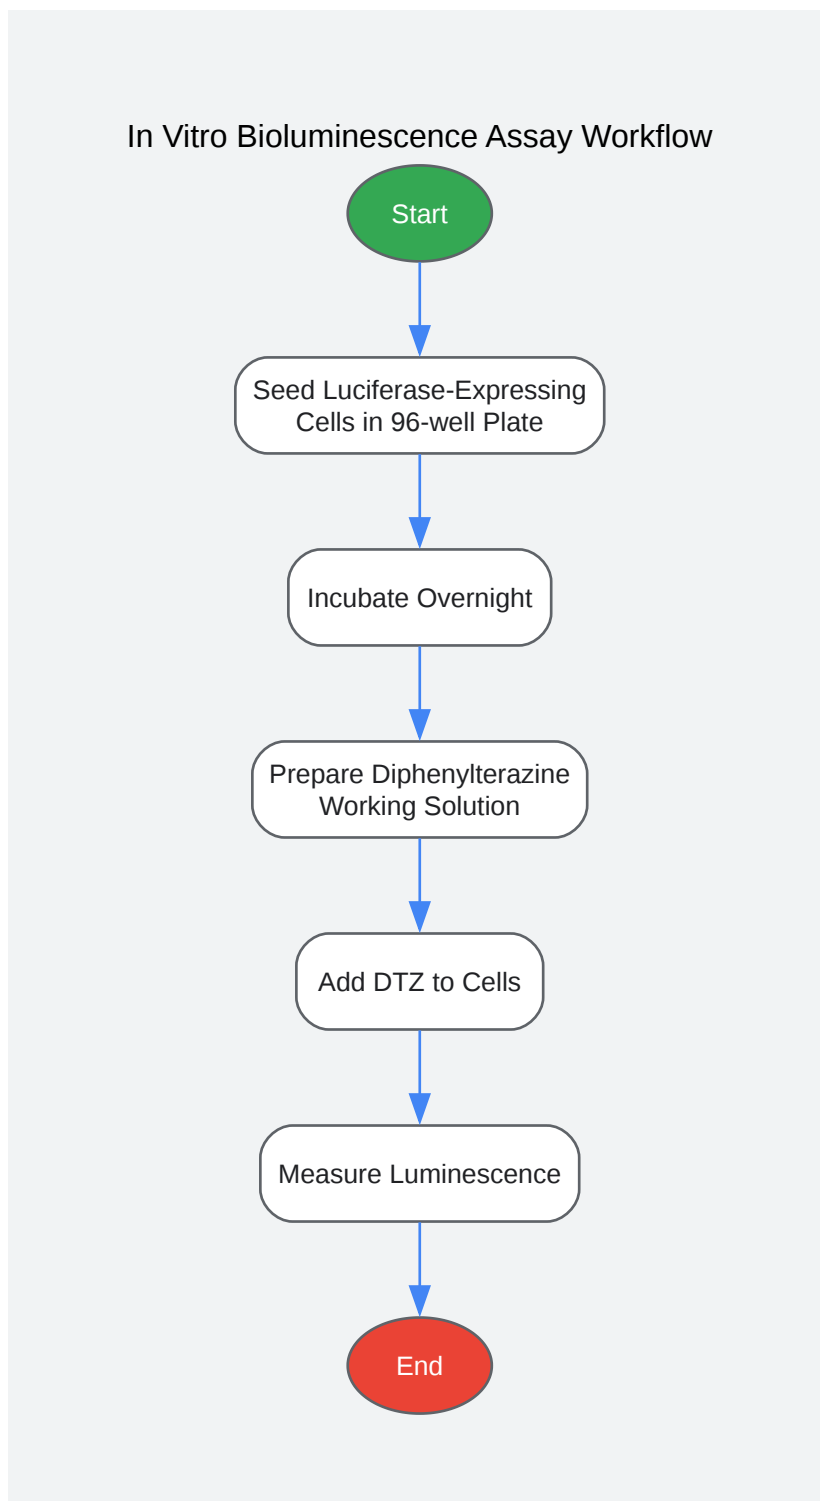 In Vitro Bioluminescence Assay Workflow
Start
Seed Luciferase-Expressing
Cells in 96-well Plate
Incubate Overnight
Prepare Diphenylterazine
Working Solution
Add DTZ to Cells
Measure Luminescence
End